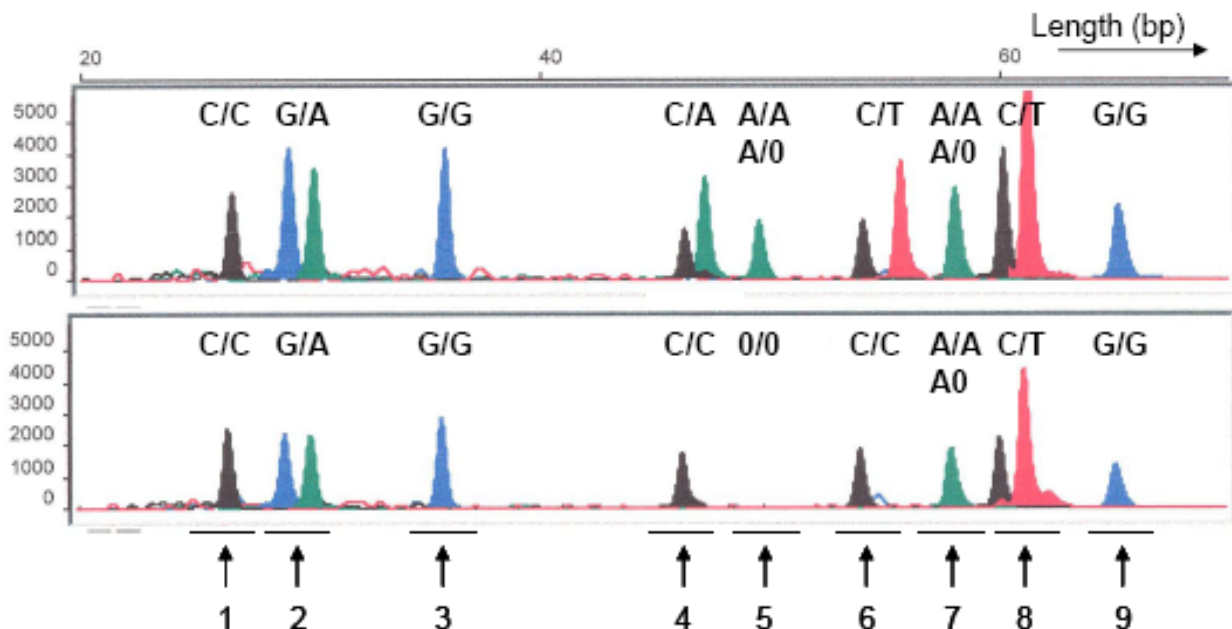 Length (bp)
20 40 60
C/C G/A G/G C/A A/A C/T A/A C/T G/G
A/0 A/0
5000
4000
3000
2000
1000
0
C/C G/A G/G C/C 0/0 C/C A/A C/T G/G
A0
5000
4000
3000
2000
1000
0
1 2 3 4 5 6 7 8 9